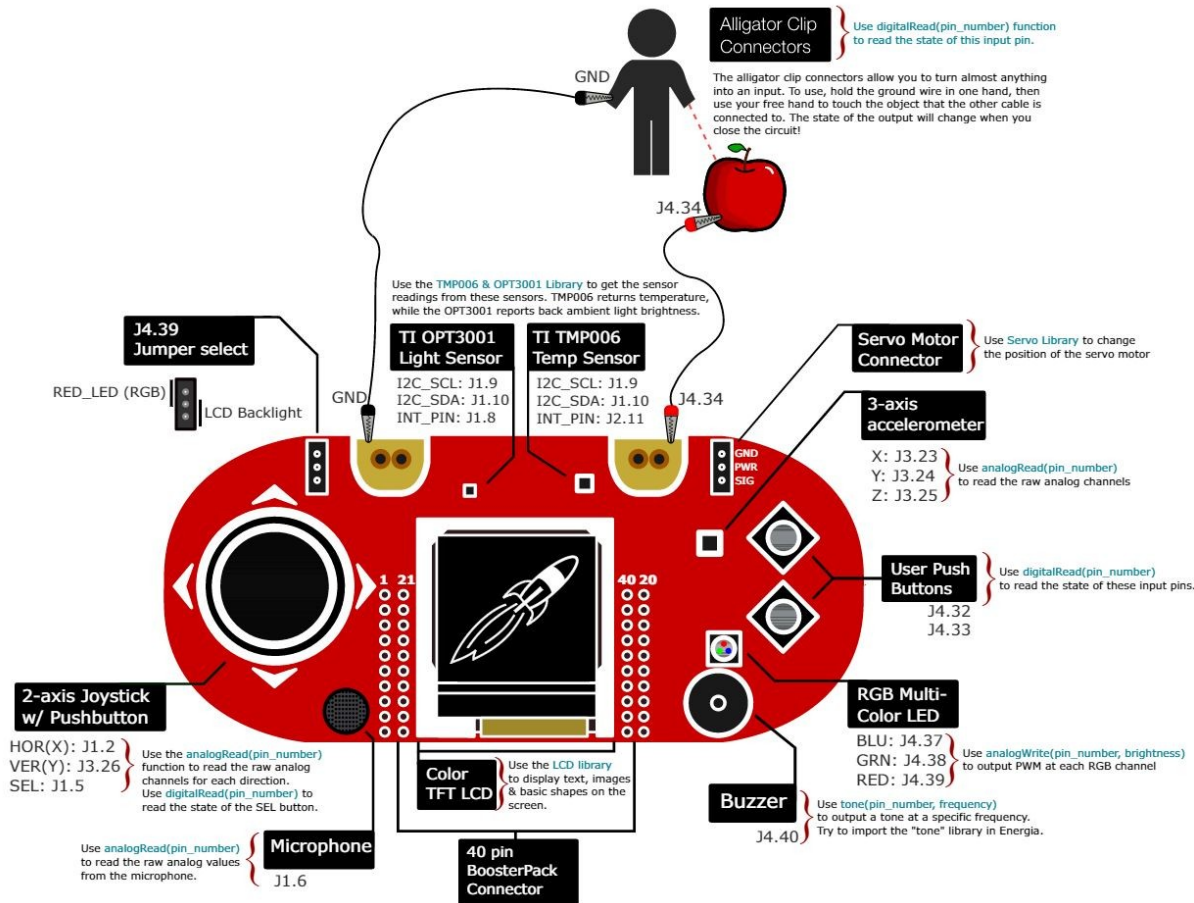 Alligator Clip
Connectors
Use digitalRead(pin_number) function
to read the state of this input pin.
The alligator clip connectors allow you to turn almost anything
into an input. To use, hold the ground wire in one hand, then
use your free hand to touch the object that the other cable is
connected to. The state of the output will change when you
close the circuit!
GND
J4.34
Use the TMP006 & OPT3001 Library to get the sensor
readings from these sensors. TMP006 returns temperature,
while the OPT3001 reports back ambient light brightness.
J4.39
Jumper select
RED_LED (RGB)
LCD Backlight
GND
TI OPT3001
Light Sensor
I2C_SCL: J1.9
I2C_SDA: J1.10
INT_PIN: J1.8
TI TMP006
Temp Sensor
I2C_SCL: J1.9
I2C_SDA: J1.10
INT_PIN: J2.11
J4.34
Servo Motor
Connector
Use Servo Library to change
the position of the servo motor
GND
PWR
SIG
3-axis
accelerometer
X: J3.23
Y: J3.24
Z: J3.25
Use analogRead(pin_number)
to read the raw analog channels
1 21
40 20
User Push
Buttons
J4.32
J4.33
Use digitalRead(pin_number)
to read the state of these input pins.
2-axis Joystick
w/ Pushbutton
HOR(X): J1.2
VER(Y): J3.26
SEL: J1.5
Use the analogRead(pin_number)
function to read the raw analog
channels for each direction.
Use digitalRead(pin_number) to
read the state of the SEL button.
RGB Multi-
Color LED
BLU: J4.37
GRN: J4.38
RED: J4.39
Use analogWrite(pin_number, brightness)
to output PWM at each RGB channel
Color
TFT LCD
Use the LCD library
to display text, images
& basic shapes on the
screen.
Buzzer
J4.40
Use tone(pin_number, frequency)
to output a tone at a specific frequency.
Try to import the "tone" library in Energia.
Use analogRead(pin_number)
to read the raw analog values
from the microphone.
Microphone
J1.6
40 pin
BoosterPack
Connector